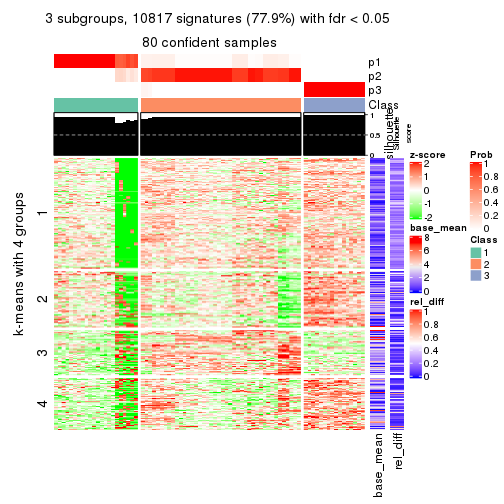 3 subgroups, 10817 signatures (77.9%) with fdr < 0.05
80 confident samples
p1
p2
p3
Class
1
0.5
0
silhouette
Silhouette
score
k-means with 4 groups
1
2
3
4
base_mean
rel_diff
z-score
2
1
0
-1
-2
base_mean
8
6
4
2
0
rel_diff
1
0.8
0.6
0.4
0.2
0
Prob
1
0.8
0.6
0.4
0.2
0
Class
1
2
3